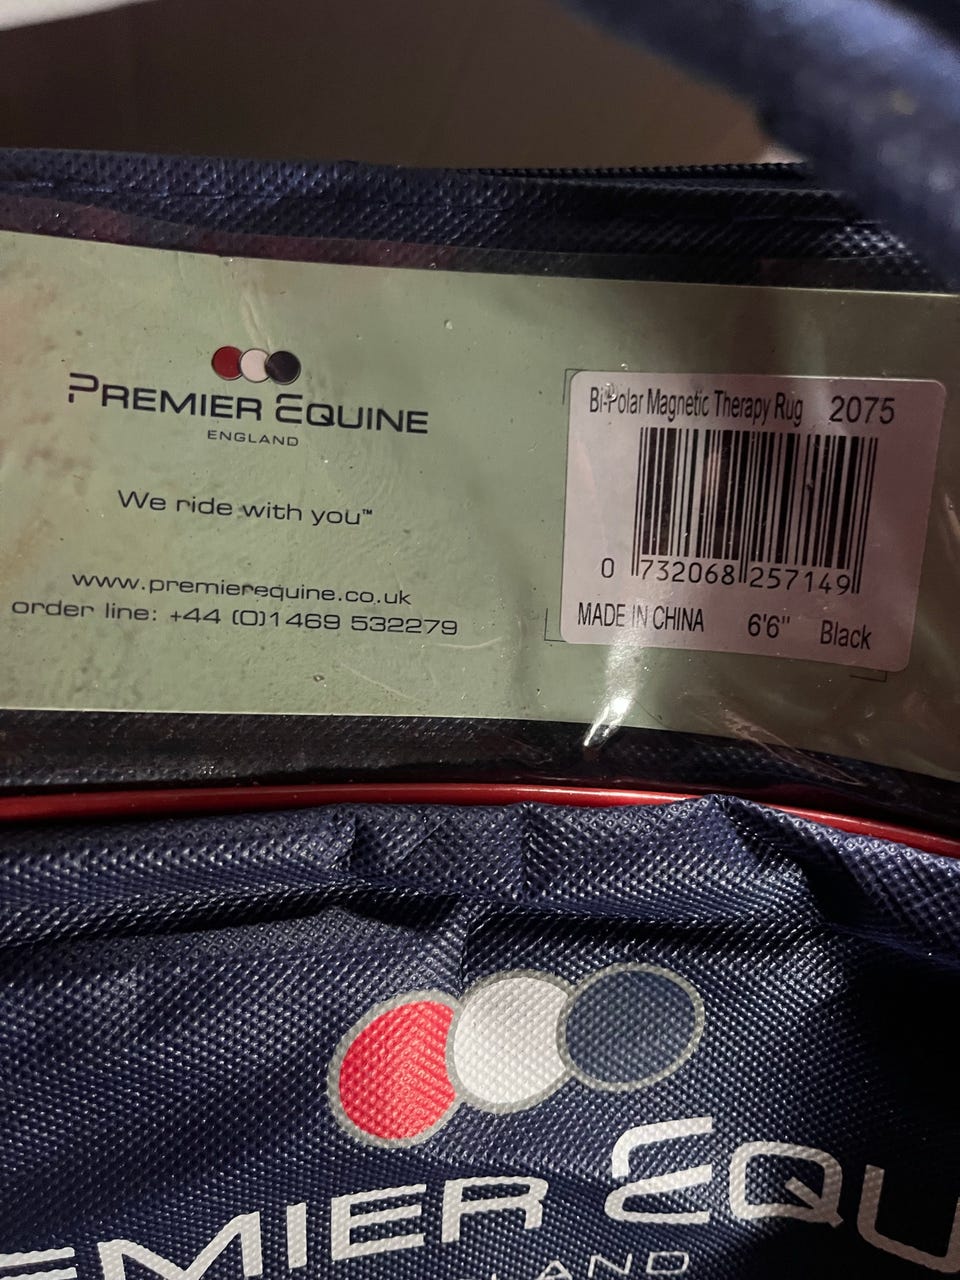 PREMIER EQUINE
ENGLAND
We ride with you™
www.premierequine.co.uk
order line: +44 (0)1469 532279
Bi-Polar Magnetic Therapy Rug 2075
0 732068 257149
MADE IN CHINA 6'6" Black
EMIER EQU
LAND